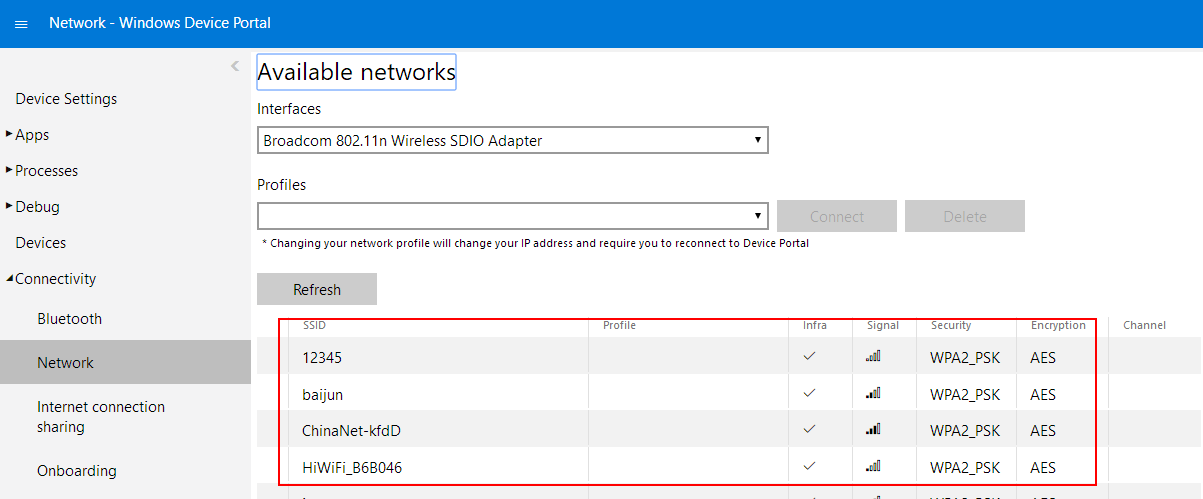 Network - Windows Device Portal
Available networks
Device Settings
Interfaces
Apps
Broadcom 802.11n Wireless SDIO Adapter
Processes
Profiles
Debug
Connect Delete
Devices
* Changing your network profile will change your IP address and require you to reconnect to Device Portal
Connectivity
Refresh
Bluetooth
SSID Profile Infra Signal Security Encryption Channel
Network
12345 WPA2_PSK AES
baijun WPA2_PSK AES
Internet connection
sharing
ChinaNet-kfdD WPA2_PSK AES
Onboarding
HiWiFi_B6B046 WPA2_PSK AES